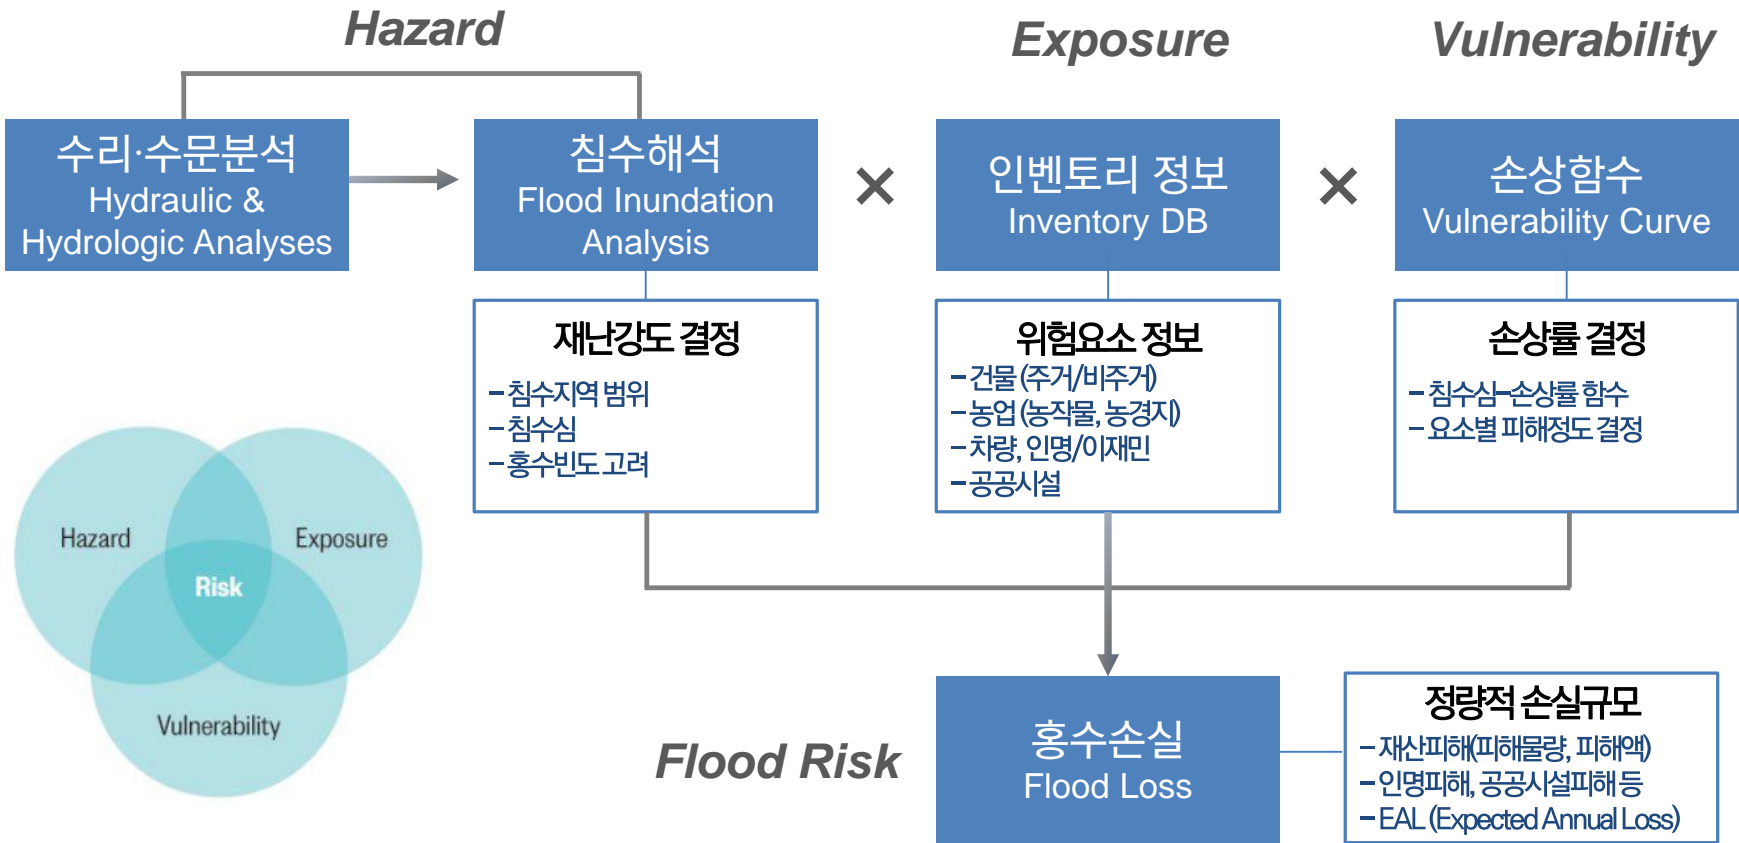 Hazard
Exposure
Vulnerability
수리·수문분석
Hydraulic &
Hydrologic Analyses
침수해석
Flood Inundation
Analysis
×
인벤토리 정보
Inventory DB
×
손상함수
Vulnerability Curve
재난강도 결정
- 침수지역 범위
- 침수심
- 홍수빈도 고려
위험요소 정보
- 건물 (주거/비주거)
- 농업 (농작물, 농경지)
- 차량, 인명/이재민
- 공공시설
손상률 결정
- 침수심-손상률 함수
- 요소별 피해정도 결정
Hazard
Exposure
Risk
Vulnerability
Flood Risk
홍수손실
Flood Loss
정량적 손실규모
- 재산피해(피해물량, 피해액)
- 인명피해, 공공시설피해 등
- EAL (Expected Annual Loss)